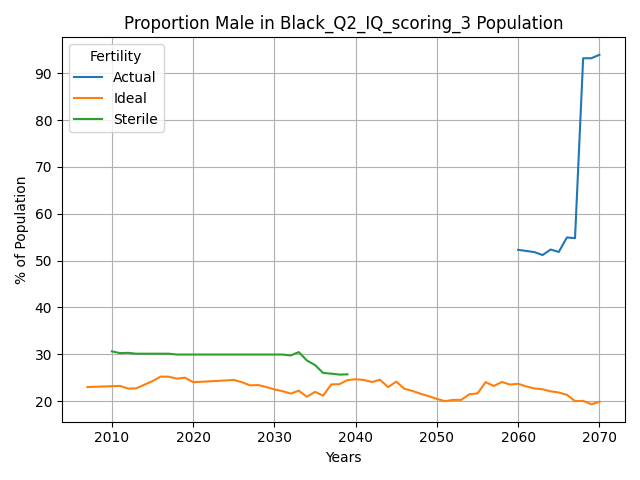 Proportion Male in Black_Q2_IQ_scoring_3 Population
Fertility
Actual
Ideal
Sterile
% of Population
90
80
70
60
50
40
30
20
2010
2020
2030
2040
2050
2060
2070
Years